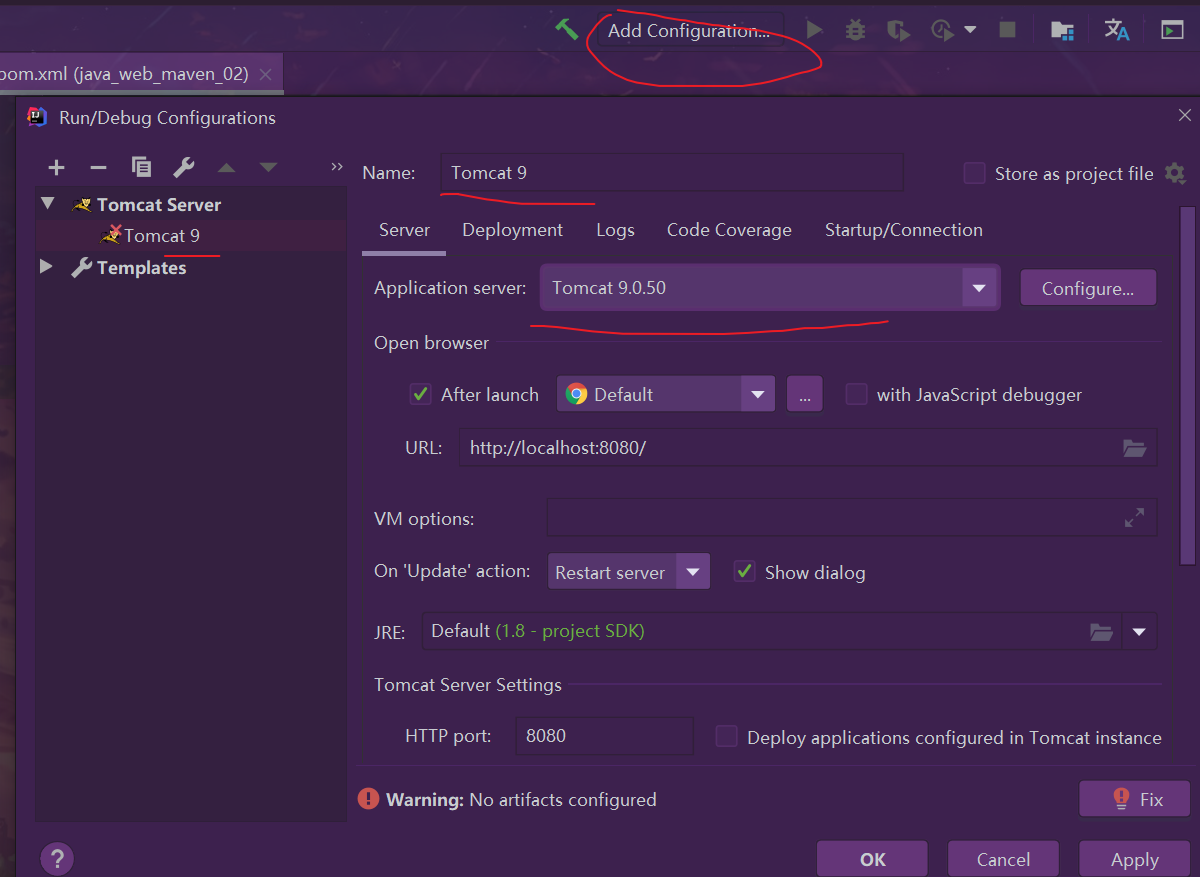 Add Configuration...
pom.xml (java_web_maven_02)
Run/Debug Configurations
Name: Tomcat 9 Store as project file
Tomcat Server
Tomcat 9
Templates
Server Deployment Logs Code Coverage Startup/Connection
Application server: Tomcat 9.0.50 Configure...
Open browser
After launch Default ... with JavaScript debugger
URL: http://localhost:8080/
VM options:
On 'Update' action: Restart server Show dialog
JRE: Default (1.8 - project SDK)
Tomcat Server Settings
HTTP port: 8080 Deploy applications configured in Tomcat instance
Warning: No artifacts configured Fix
? OK Cancel Apply